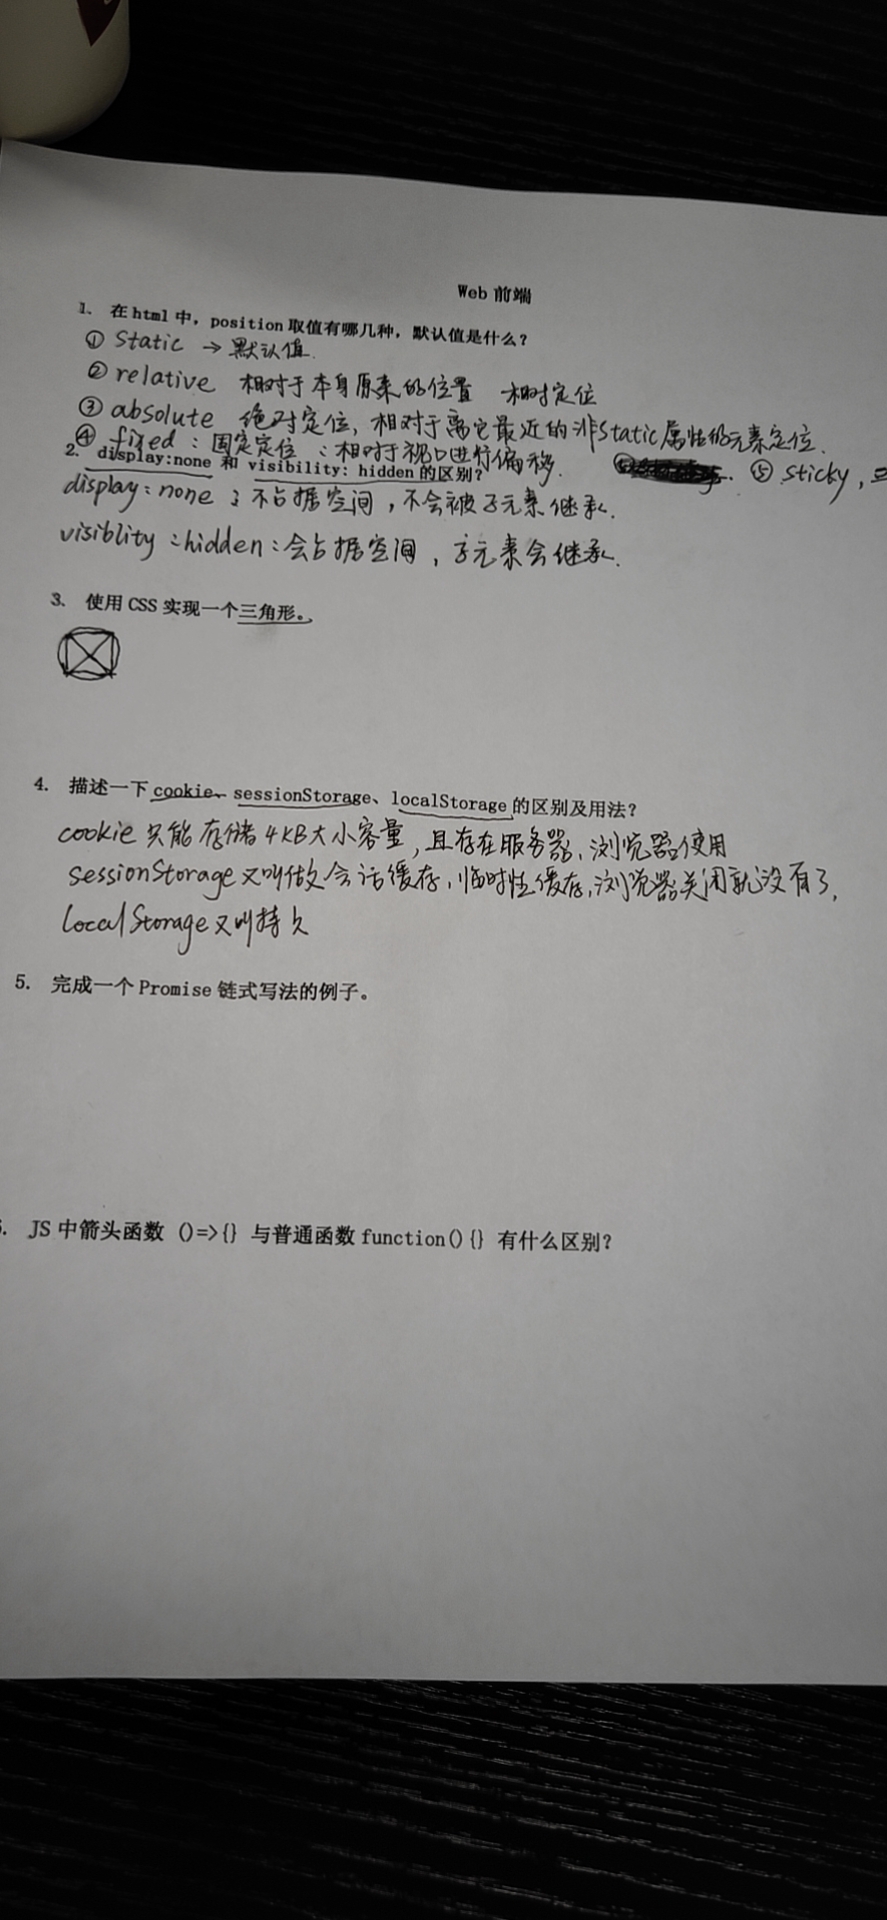 Web 前端
1. 在 html 中，position 取值有哪几种，默认值是什么？
① Static → 默认值.
② relative 相对于本身原来的位置 相对定位
③ absolute 绝对定位，相对于离它最近的非static属性的元素定位.
④ fixed：固定定位：相对于视口进行偏移. ⑤ sticky，
2. display:none 和 visibility: hidden 的区别？
display：none：不占据空间，不会被子元素继承.
visiblity：hidden：会占据空间，子元素会继承.
3. 使用 CSS 实现一个三角形。
4. 描述一下 cookie、sessionStorage、localStorage 的区别及用法？
cookie 只能存储4KB大小容量，且存在服务器、浏览器使用
sessionStorage 又叫做会话缓存，临时性缓存，浏览器关闭就没有了，
localStorage 又叫持久
5. 完成一个 Promise 链式写法的例子。
. JS 中箭头函数 ()=>{} 与普通函数 function(){} 有什么区别？